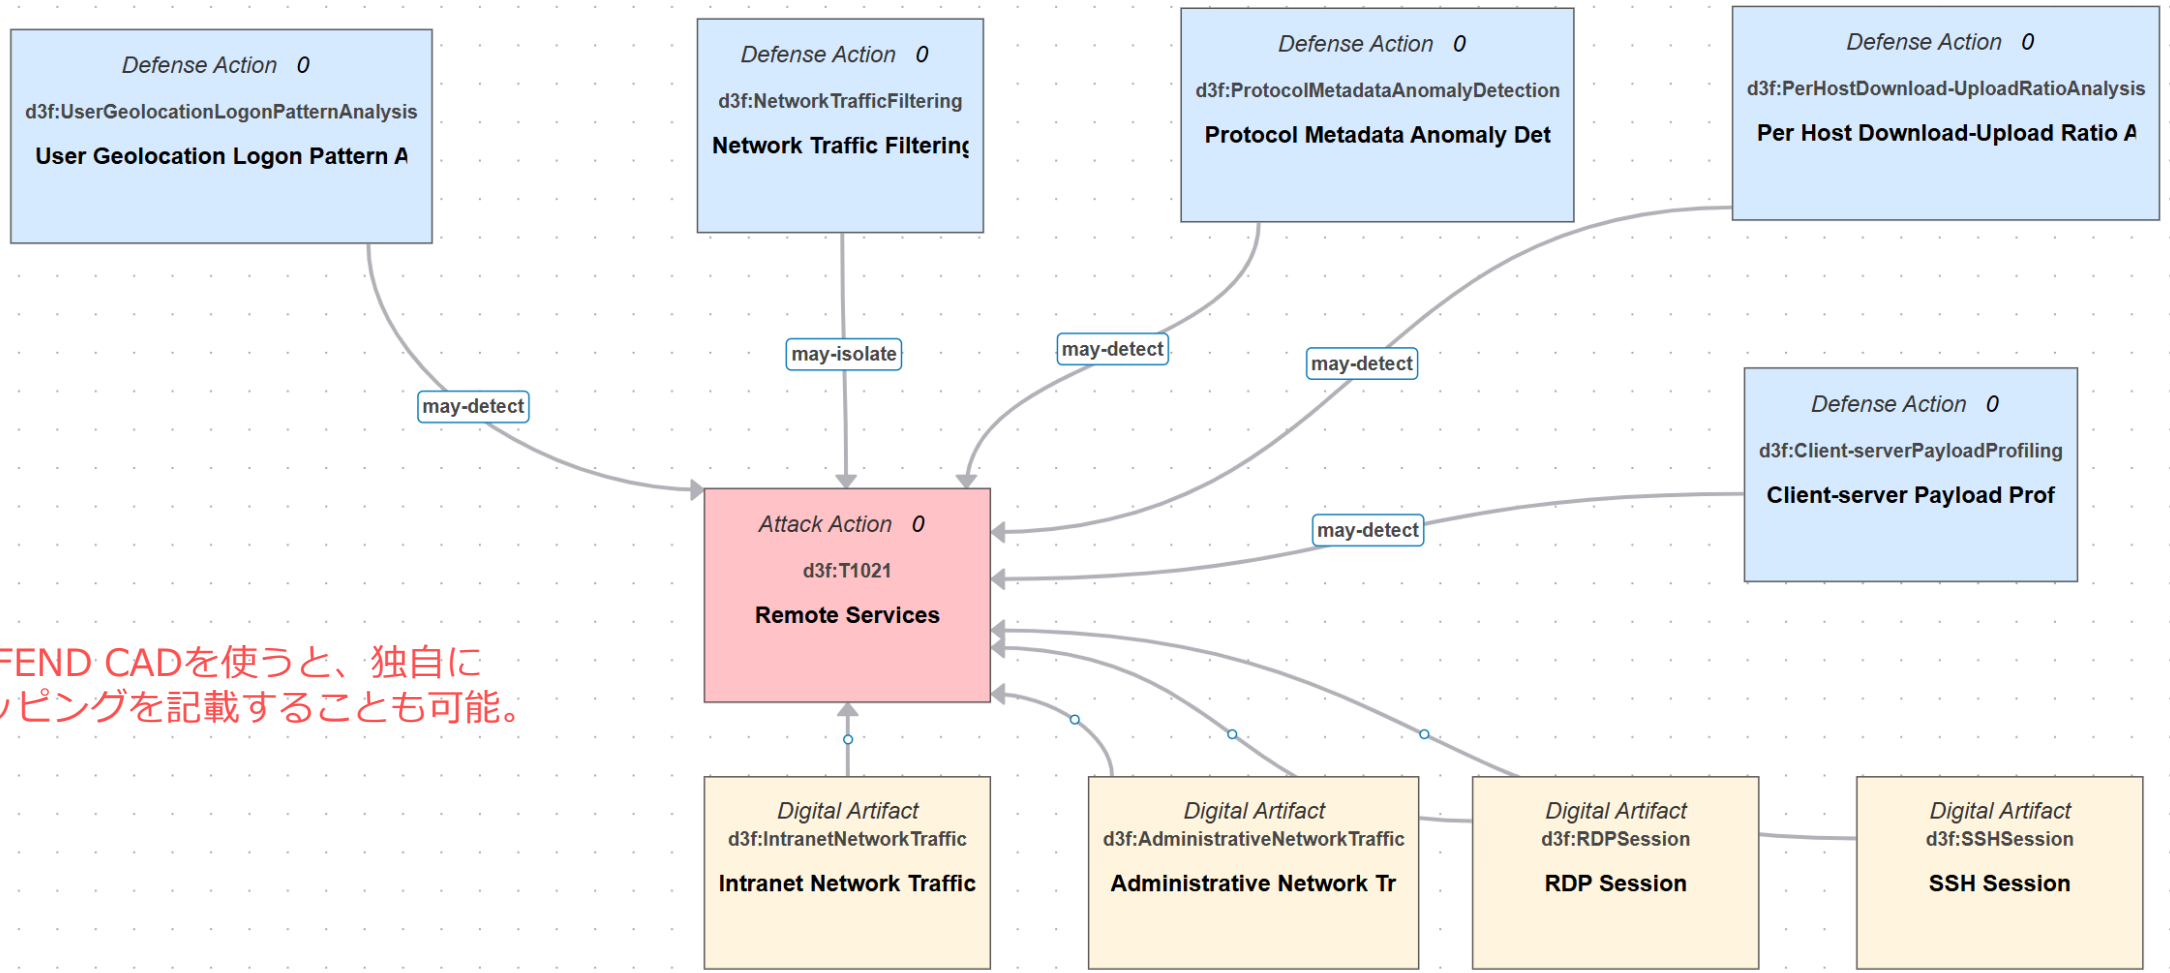 Defense Action 0
d3f:UserGeolocationLogonPatternAnalysis
User Geolocation Logon Pattern A
Defense Action 0
d3f:NetworkTrafficFiltering
Network Traffic Filtering
Defense Action 0
d3f:ProtocolMetadataAnomalyDetection
Protocol Metadata Anomaly Det
Defense Action 0
d3f:PerHostDownload-UploadRatioAnalysis
Per Host Download-Upload Ratio A
may-detect
may-isolate
may-detect
may-detect
Defense Action 0
d3f:Client-serverPayloadProfiling
Client-server Payload Prof
may-detect
Attack Action 0
d3f:T1021
Remote Services
FEND CADを使うと、独自に
ッピングを記載することも可能。
Digital Artifact
d3f:IntranetNetworkTraffic
Intranet Network Traffic
Digital Artifact
d3f:AdministrativeNetworkTraffic
Administrative Network Tr
Digital Artifact
d3f:RDPSession
RDP Session
Digital Artifact
d3f:SSHSession
SSH Session